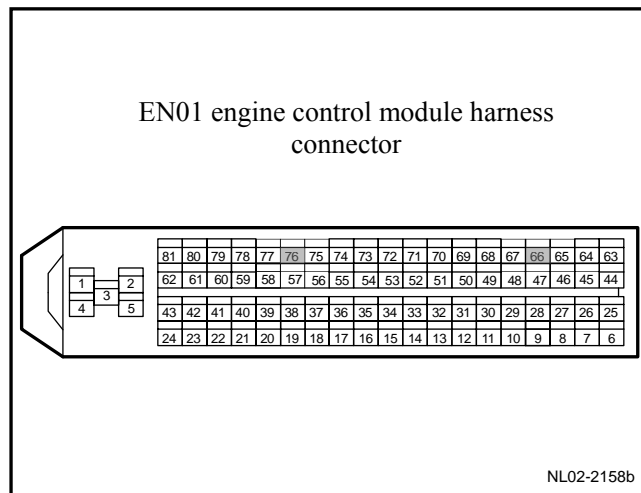 EN01 engine control module harness
connector
81 80 79 78 77 76 75 74 73 72 71 70 69 68 67 66 65 64 63
1 2
62 61 60 59 58 57 56 55 54 53 52 51 50 49 48 47 46 45 44
3
4 5
43 42 41 40 39 38 37 36 35 34 33 32 31 30 29 28 27 26 25
24 23 22 21 20 19 18 17 16 15 14 13 12 11 10 9 8 7 6
NL02-2158b